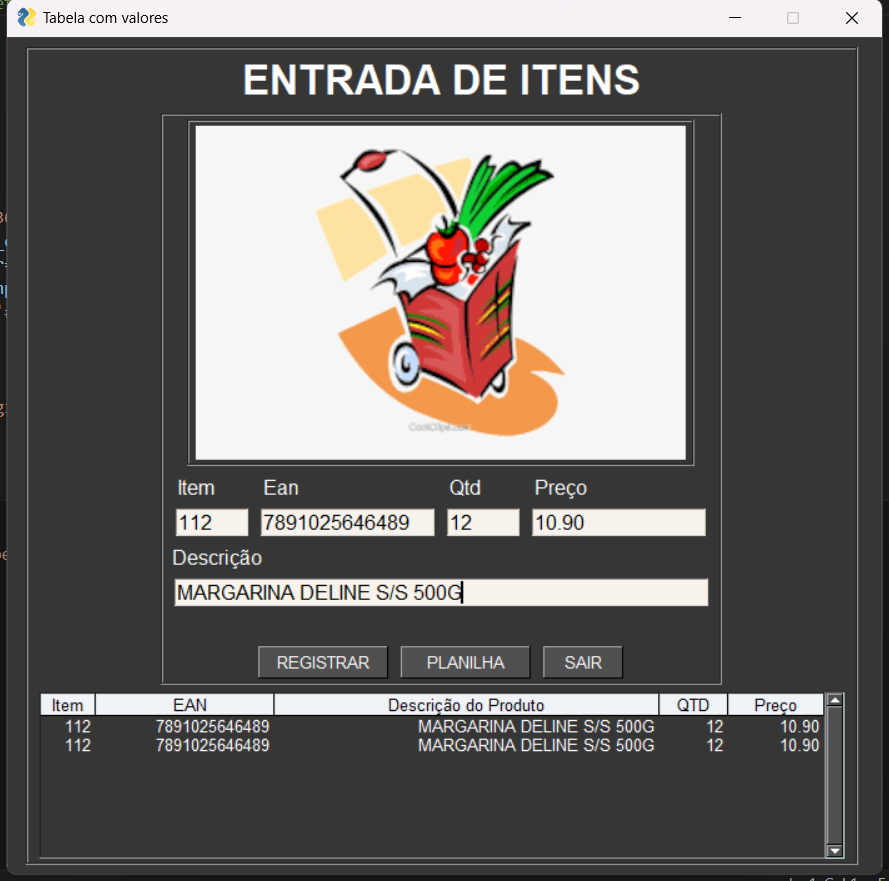 Tabela com valores
ENTRADA DE ITENS
Item Ean Qtd Preço
112 7891025646489 12 10.90
Descrição
MARGARINA DELINE S/S 500G
REGISTRAR PLANILHA SAIR
Item EAN Descrição do Produto QTD Preço
112 7891025646489 MARGARINA DELINE S/S 500G 12 10.90
112 7891025646489 MARGARINA DELINE S/S 500G 12 10.90